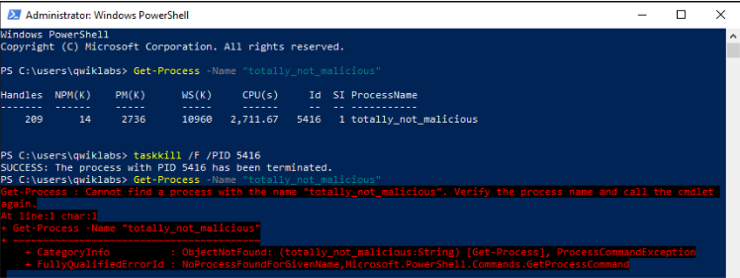 Administrator: Windows PowerShell
Windows PowerShell
Copyright (C) Microsoft Corporation. All rights reserved.
PS C:\users\qwiklabs> Get-Process -Name "totally_not_malicious"
Handles NPM(K) PM(K) WS(K) CPU(s) Id SI ProcessName
------- ------ ----- ----- ------ -- -- -----------
209 14 2736 10960 2,711.67 5416 1 totally_not_malicious
PS C:\users\qwiklabs> taskkill /F /PID 5416
SUCCESS: The process with PID 5416 has been terminated.
PS C:\users\qwiklabs> Get-Process -Name "totally_not_malicious"
Get-Process : Cannot find a process with the name "totally_not_malicious". Verify the process name and call the cmdlet
again.
At line:1 char:1
+ Get-Process -Name "totally_not_malicious"
+ ~~~~~~~~~~~~~~~~~~~~~~~~~~~~~~~~~~~~~~~~~
+ CategoryInfo : ObjectNotFound: (totally_not_malicious:String) [Get-Process], ProcessCommandException
+ FullyQualifiedErrorId : NoProcessFoundForGivenName,Microsoft.PowerShell.Commands.GetProcessCommand